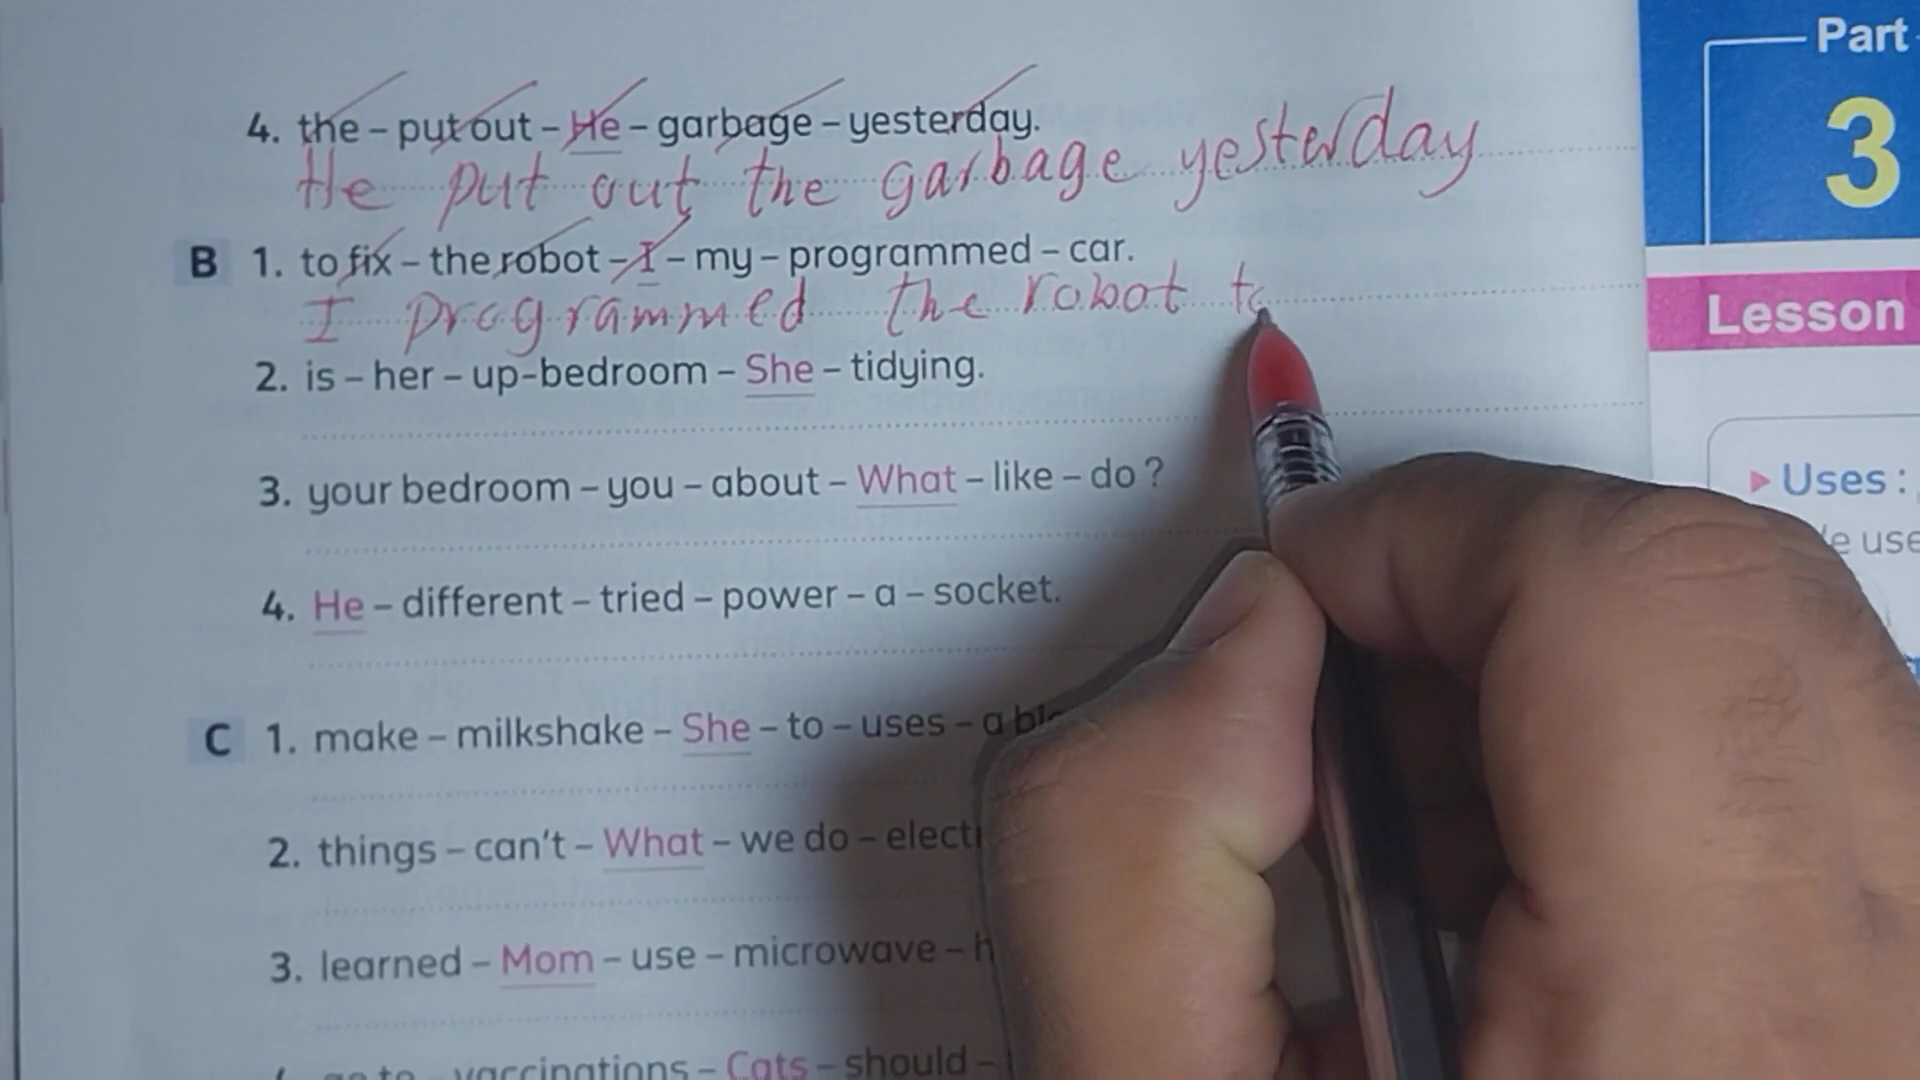 4. the – put out – He – garbage – yesterday.
He put out the garbage yesterday
B 1. to fix – the robot – I – my – programmed – car.
I programmed the robot to
2. is – her – up-bedroom – She – tidying.
3. your bedroom – you – about – What – like – do ?
4. He – different – tried – power – a – socket.
C 1. make – milkshake – She – to – uses – a
2. things – can't – What – we do –
3. learned – Mom – use – microwave –
go to – vaccinations – Cats – should –
Part
3
Lesson
▸ Uses :
use